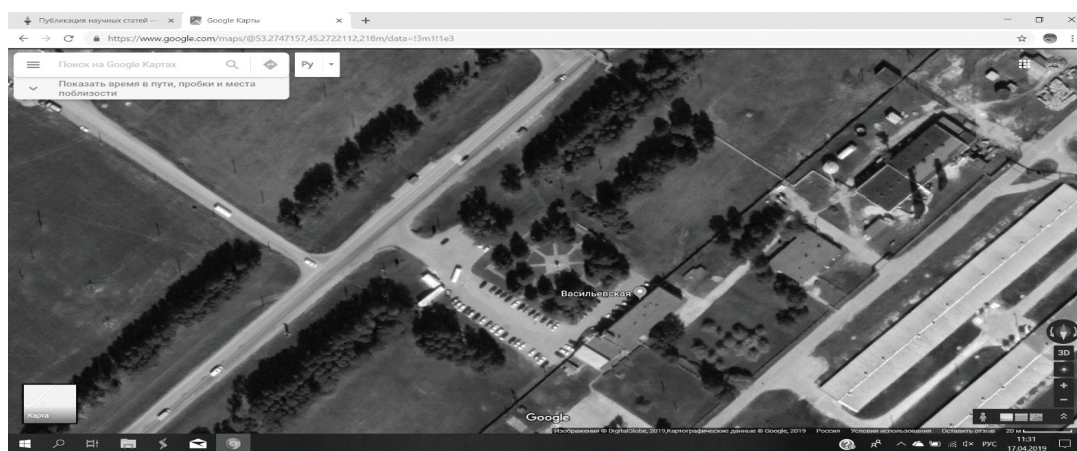 Публикация научных статей —
Google Карты
https://www.google.com/maps/@53.2747157,45.2722112,218m/data=!3m1!1e3
Поиск на Google Картах
Ру
Показать время в пути, пробки и места
поблизости
Васильевская
3D
Карта
Google
Изображения © DigitalGlobe, 2019,Картографические данные © Google, 2019 Россия Условия использования Оставить отзыв 20 м
РУС
11:31
17.04.2019